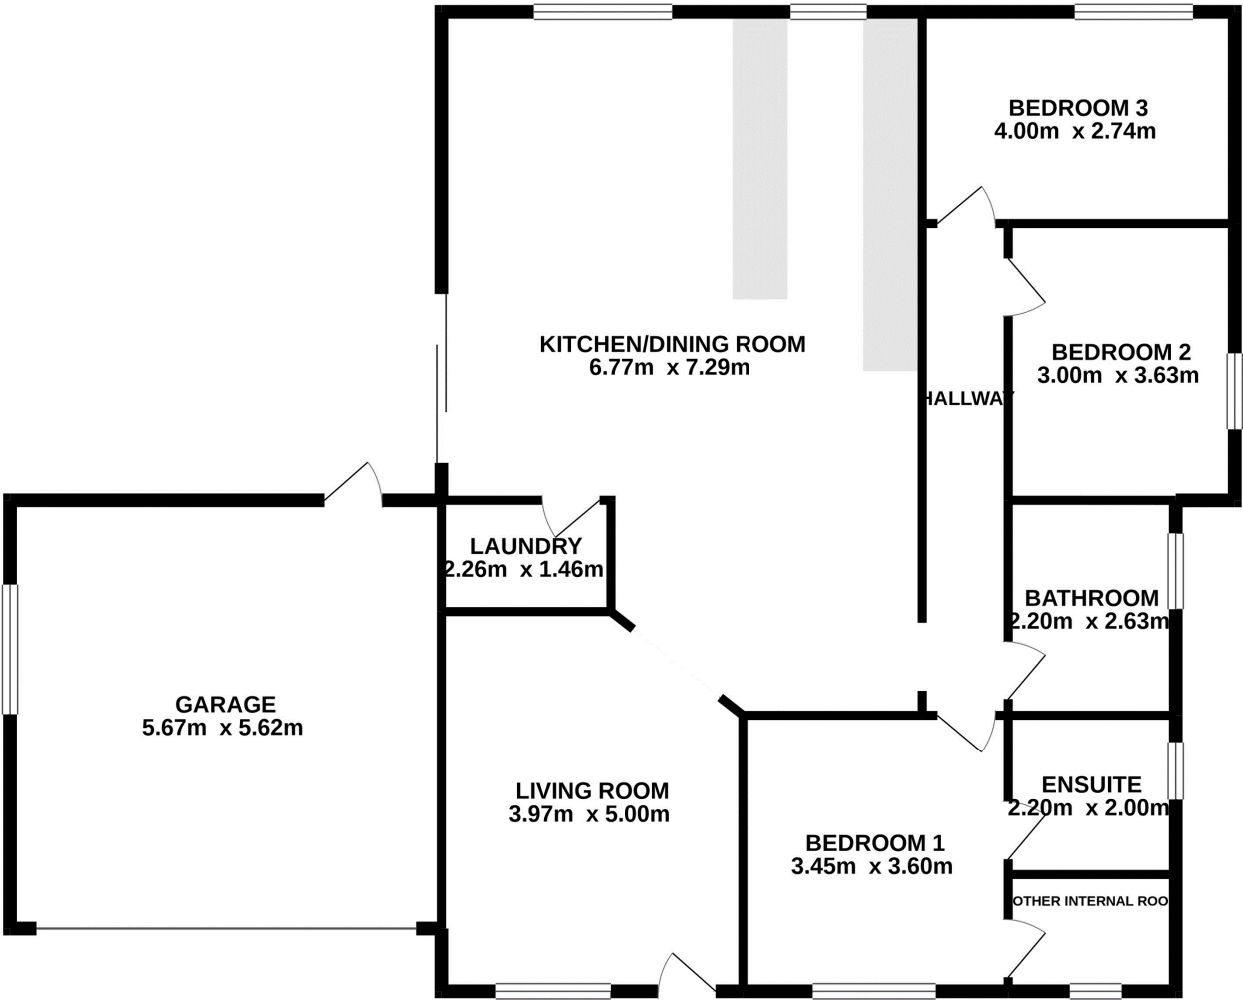 BEDROOM 3
4.00m x 2.74m
KITCHEN/DINING ROOM
6.77m x 7.29m
BEDROOM 2
3.00m x 3.63m
HALLWAY
LAUNDRY
2.26m x 1.46m
BATHROOM
2.20m x 2.63m
GARAGE
5.67m x 5.62m
LIVING ROOM
3.97m x 5.00m
ENSUITE
2.20m x 2.00m
BEDROOM 1
3.45m x 3.60m
OTHER INTERNAL ROO